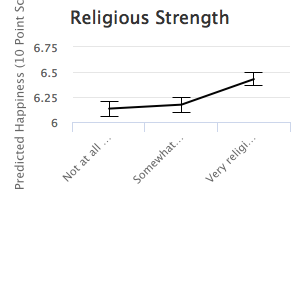 Religious Strength
Predicted Happiness (10 Point Sc
6.75
6.5
6.25
6
Not at all ...
Somewhat...
Very religi...